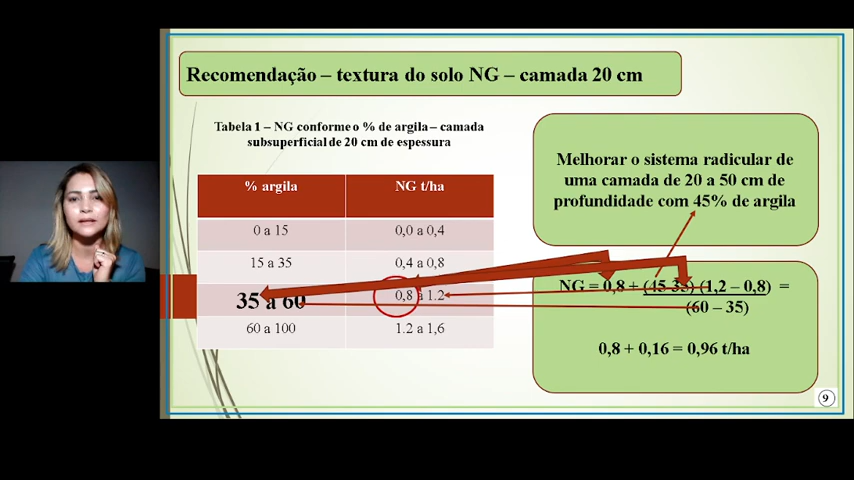 Recomendação – textura do solo NG – camada 20 cm
Tabela 1 – NG conforme o % de argila – camada
subsuperficial de 20 cm de espessura
% argila NG t/ha
0 a 15 0,0 a 0,4
15 a 35 0,4 a 0,8
35 a 60 0,8 a 1.2
60 a 100 1.2 a 1,6
Melhorar o sistema radicular de
uma camada de 20 a 50 cm de
profundidade com 45% de argila
NG = 0,8 + (45-35) (1,2 – 0,8) =
(60 – 35)
0,8 + 0,16 = 0,96 t/ha
9